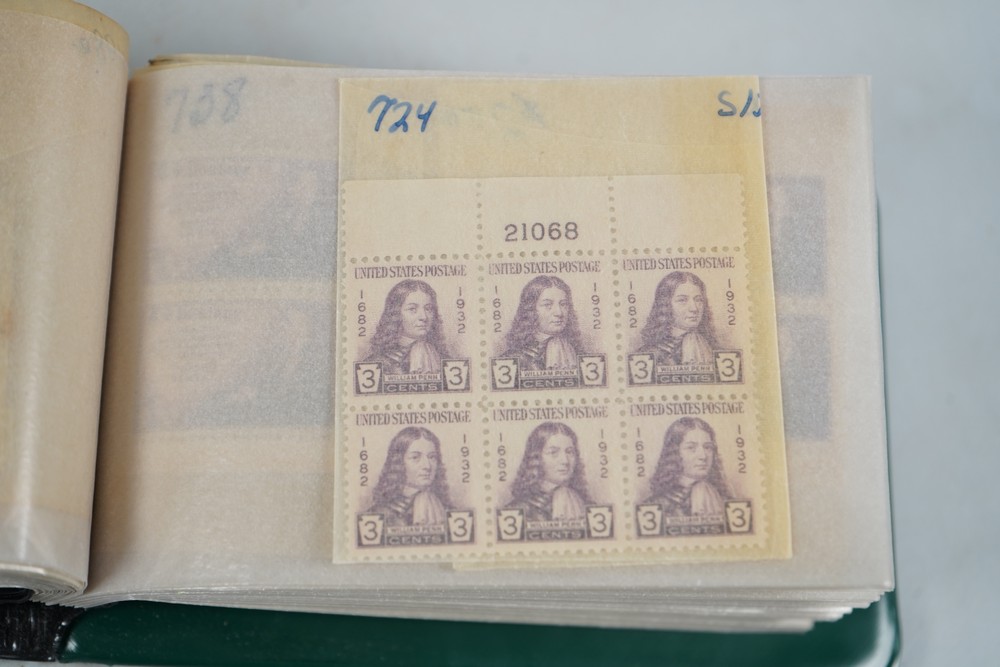 738
724
21068
UNITED STATES POSTAGE UNITED STATES POSTAGE UNITED STATES POSTAGE
1682 1932 1682 1932 1682 1932
3 WILLIAM PENN 3 3 WILLIAM PENN 3 3 WILLIAM PENN 3
CENTS CENTS CENTS
UNITED STATES POSTAGE UNITED STATES POSTAGE UNITED STATES POSTAGE
1682 1932 1682 1932 1682 1932
3 WILLIAM PENN 3 3 WILLIAM PENN 3 3 WILLIAM PENN 3
CENTS CENTS CENTS